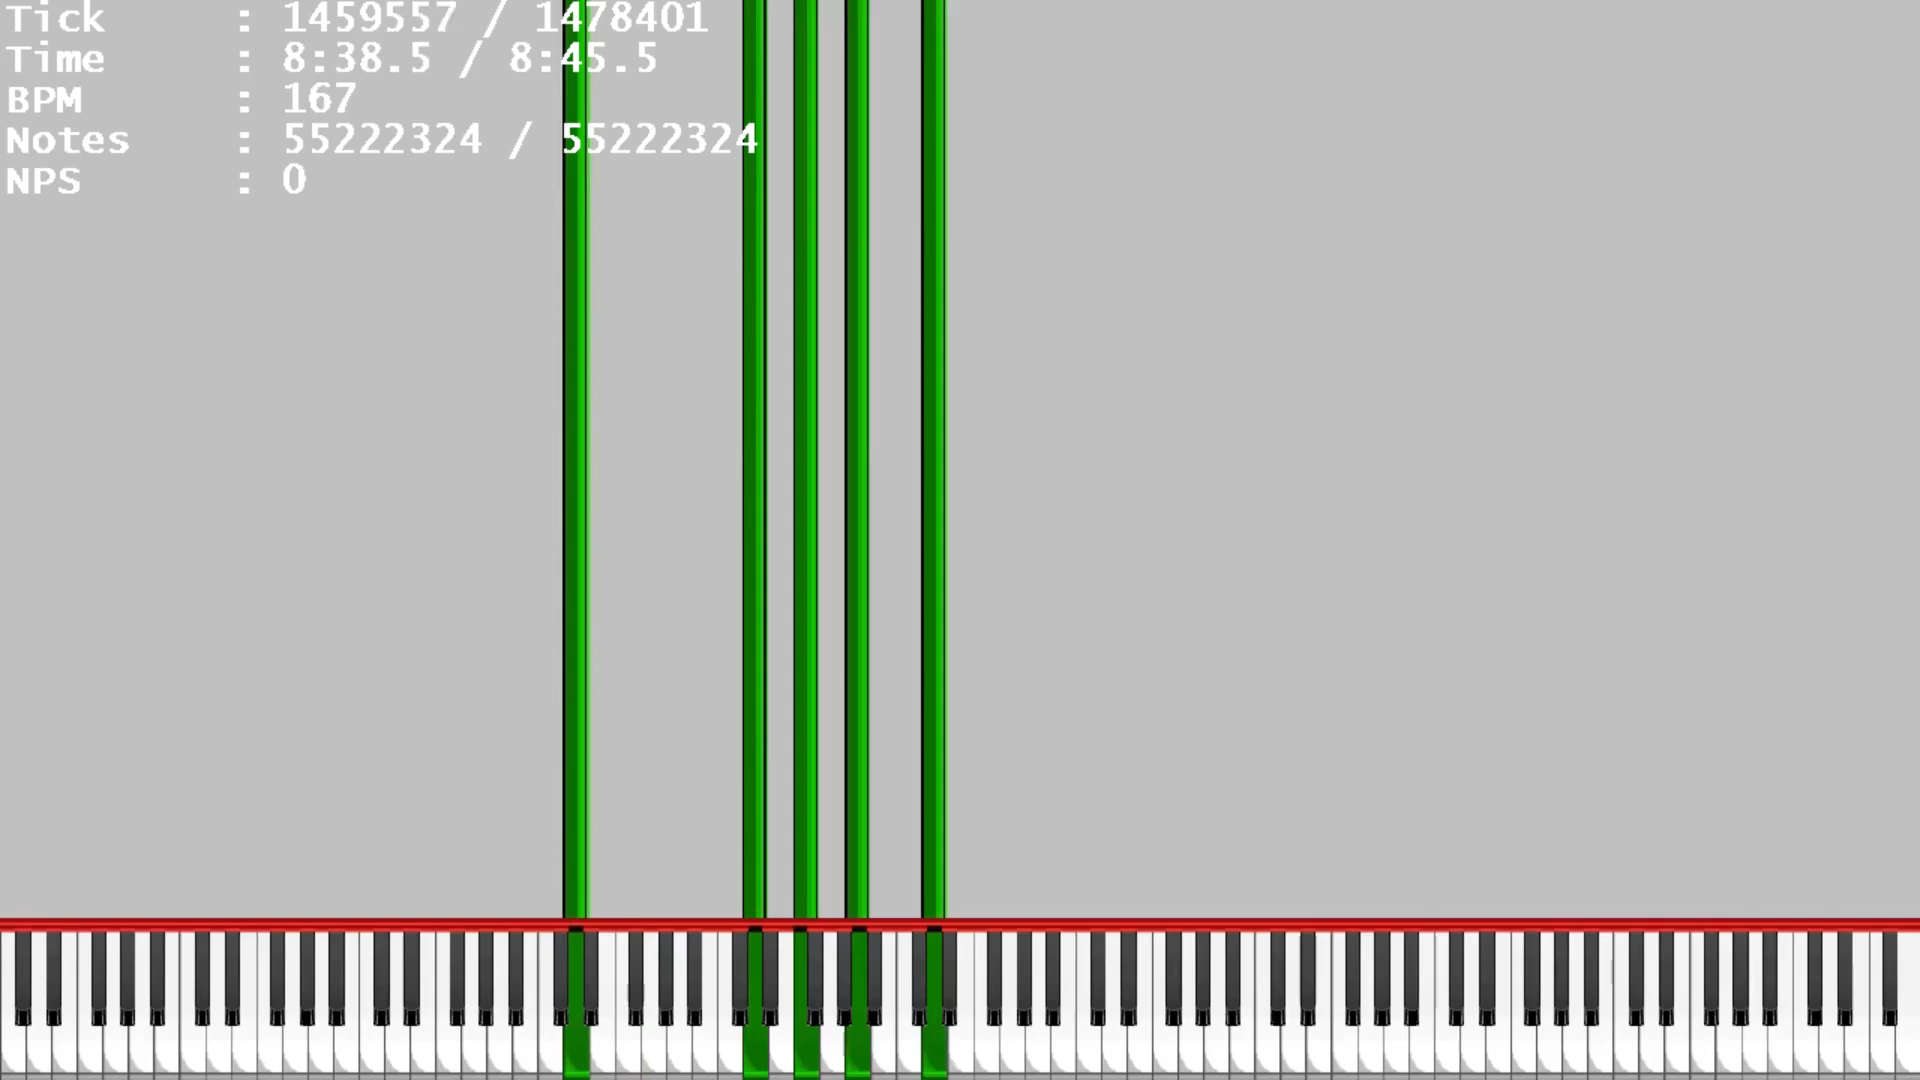 Tick : 1459557 / 1478401
Time : 8:38.5 / 8:45.5
BPM : 167
Notes : 55222324 / 55222324
NPS : 0